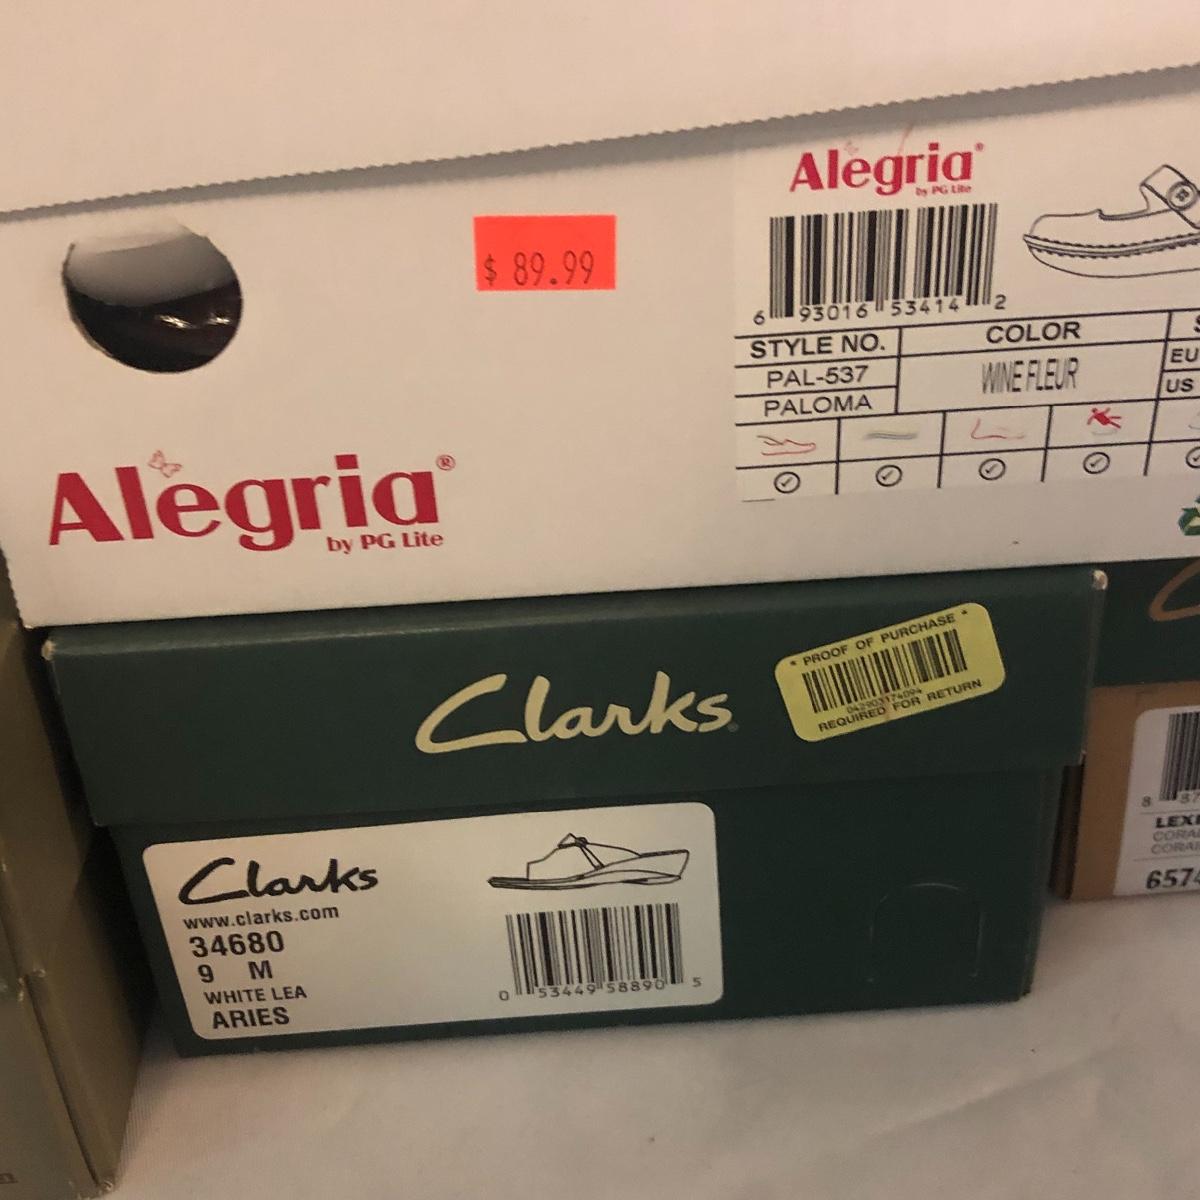 Alegria®
by PG Lite
$ 89.99
6 93016 53414 2
STYLE NO.
COLOR
PAL-537
WINE FLEUR
EU
US
PALOMA
Alegria®
by PG Lite
Clarks
* PROOF OF PURCHASE *
042903174094
REQUIRED FOR RETURN
Clarks
www.clarks.com
34680
9 M
WHITE LEA
ARIES
0 53449 58890 5
8